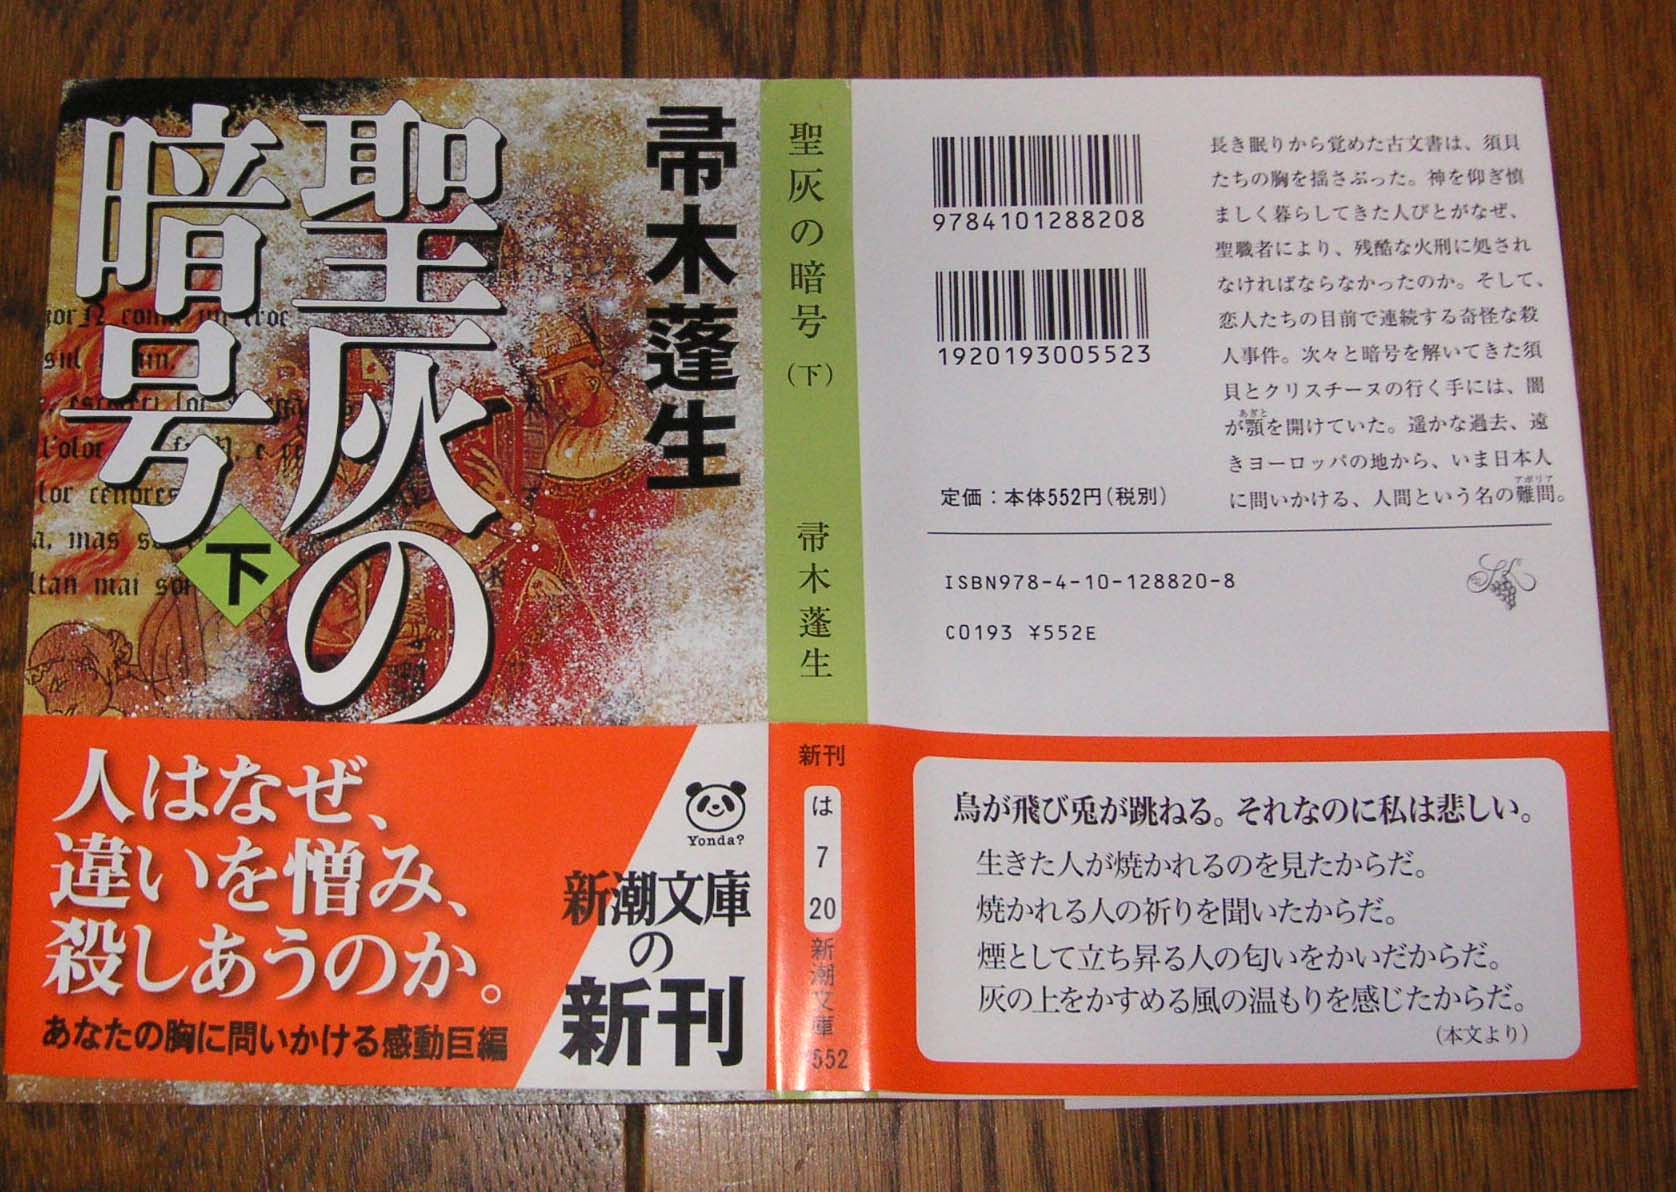 聖灰の
暗号
下
帚木蓬生
人はなぜ、
違いを憎み、
殺しあうのか。
あなたの胸に問いかける感動巨編
Yonda?
新潮文庫
の
新刊
聖灰の暗号（下）
帚木蓬生
新刊
は
7
20
新潮文庫
552
9784101288208
1920193005523
定価：本体552円（税別）
長き眠りから覚めた古文書は、須貝
たちの胸を揺さぶった。神を仰ぎ慎
ましく暮らしてきた人びとがなぜ、
聖職者により、残酷な火刑に処され
なければならなかったのか。そして、
恋人たちの目前で連続する奇怪な殺
人事件。次々と暗号を解いてきた須
貝とクリスチーヌの行く手には、闇
あぎと
が顎を開けていた。遥かな過去、遠
きヨーロッパの地から、いま日本人
アポリア
に問いかける、人間という名の難問。
ISBN978-4-10-128820-8
C0193 ¥552E
鳥が飛び兎が跳ねる。それなのに私は悲しい。
生きた人が焼かれるのを見たからだ。
焼かれる人の祈りを聞いたからだ。
煙として立ち昇る人の匂いをかいだからだ。
灰の上をかすめる風の温もりを感じたからだ。
（本文より）